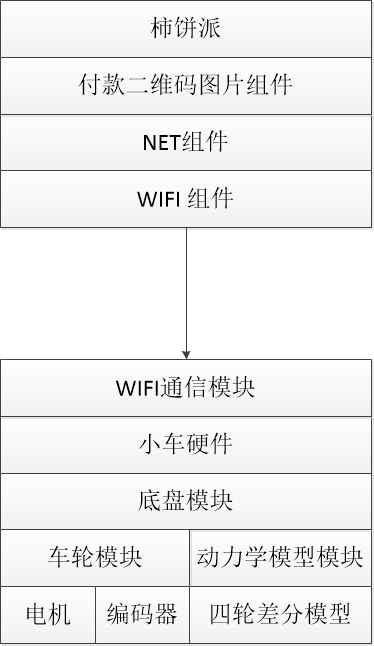 柿饼派
付款二维码图片组件
NET组件
WIFI 组件
WIFI通信模块
小车硬件
底盘模块
车轮模块 动力学模型模块
电机 编码器 四轮差分模型